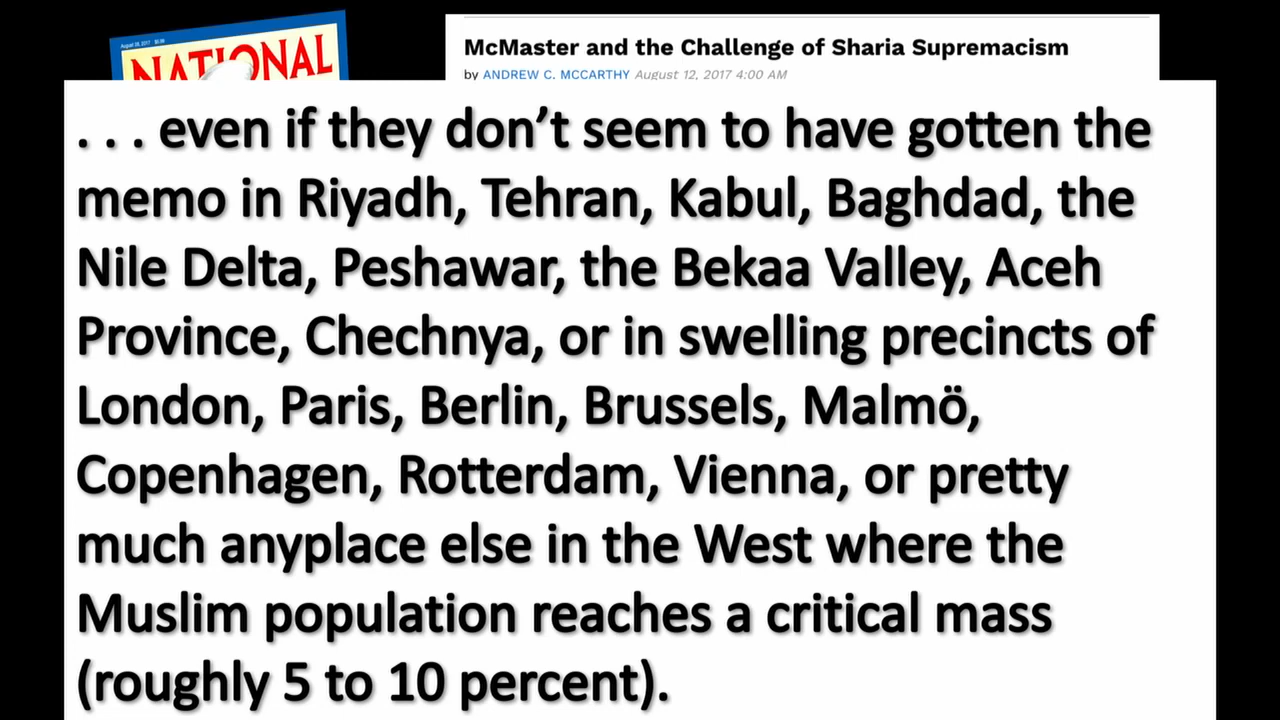 August 28, 2017
NATIONAL
McMaster and the Challenge of Sharia Supremacism
by ANDREW C. MCCARTHY August 12, 2017 4:00 AM
. . . even if they don’t seem to have gotten the
memo in Riyadh, Tehran, Kabul, Baghdad, the
Nile Delta, Peshawar, the Bekaa Valley, Aceh
Province, Chechnya, or in swelling precincts of
London, Paris, Berlin, Brussels, Malmö,
Copenhagen, Rotterdam, Vienna, or pretty
much anyplace else in the West where the
Muslim population reaches a critical mass
(roughly 5 to 10 percent).